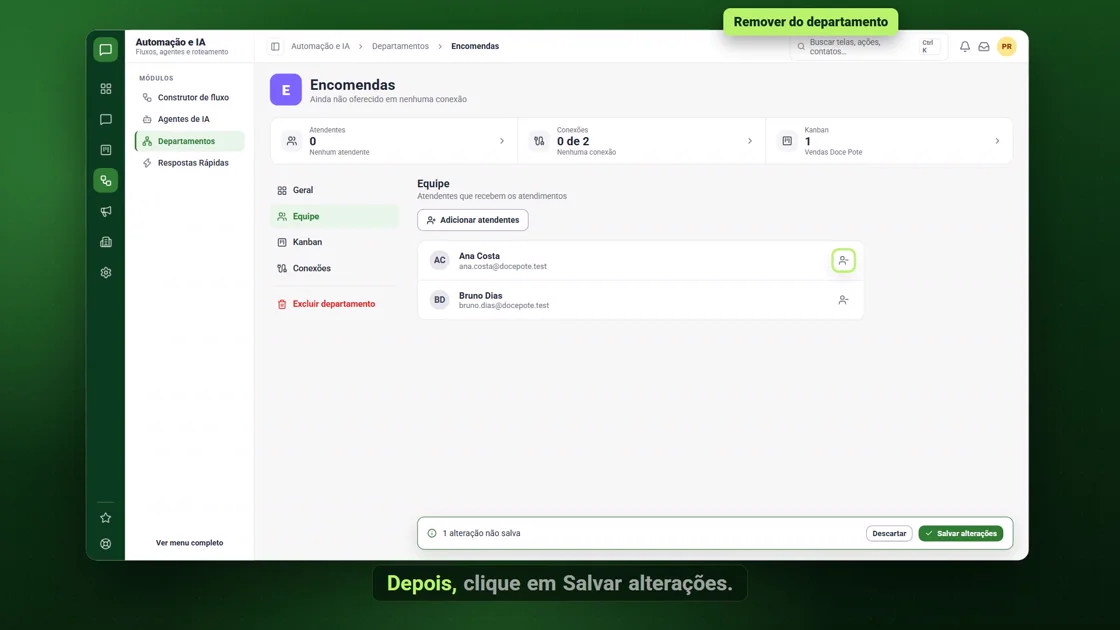 Remover do departamento
Automação e IA
Fluxos, agentes e roteamento
Automação e IA > Departamentos > Encomendas
Buscar telas, ações, contatos...
Ctrl K
PR
MÓDULOS
Construtor de fluxo
Agentes de IA
Departamentos
Respostas Rápidas
Ver menu completo
E
Encomendas
Ainda não oferecido em nenhuma conexão
Atendentes
0
Nenhum atendente
Conexões
0 de 2
Nenhuma conexão
Kanban
1
Vendas Doce Pote
Geral
Equipe
Kanban
Conexões
Excluir departamento
Equipe
Atendentes que recebem os atendimentos
Adicionar atendentes
AC
Ana Costa
ana.costa@docepote.test
BD
Bruno Dias
bruno.dias@docepote.test
1 alteração não salva
Descartar
Salvar alterações
Depois, clique em Salvar alterações.